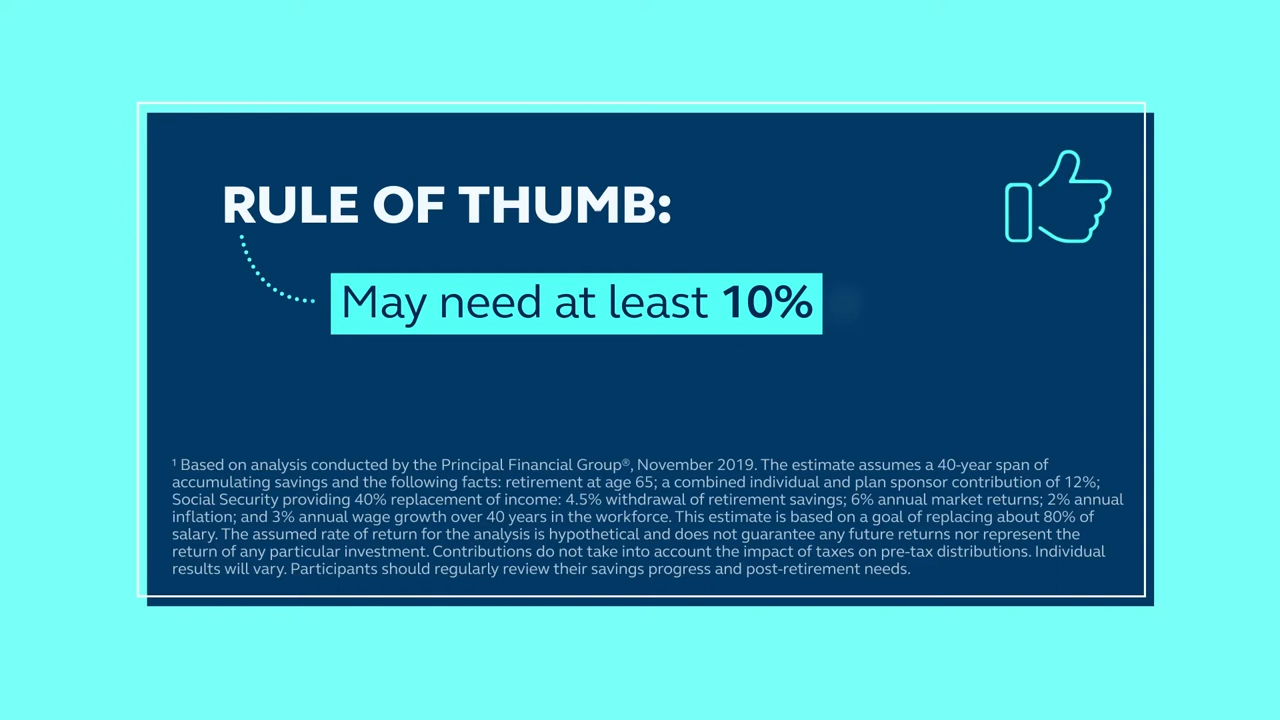 RULE OF THUMB:
May need at least 10%
¹ Based on analysis conducted by the Principal Financial Group®, November 2019. The estimate assumes a 40-year span of
accumulating savings and the following facts: retirement at age 65; a combined individual and plan sponsor contribution of 12%;
Social Security providing 40% replacement of income: 4.5% withdrawal of retirement savings; 6% annual market returns; 2% annual
inflation; and 3% annual wage growth over 40 years in the workforce. This estimate is based on a goal of replacing about 80% of
salary. The assumed rate of return for the analysis is hypothetical and does not guarantee any future returns nor represent the
return of any particular investment. Contributions do not take into account the impact of taxes on pre-tax distributions. Individual
results will vary. Participants should regularly review their savings progress and post-retirement needs.